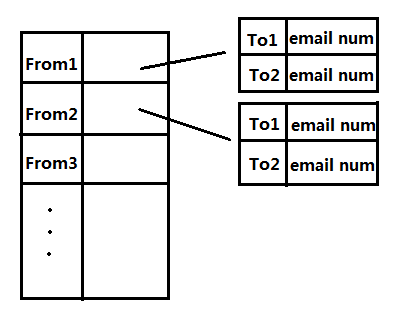 From1
From2
From3
To1 email num
To2 email num
To1 email num
To2 email num